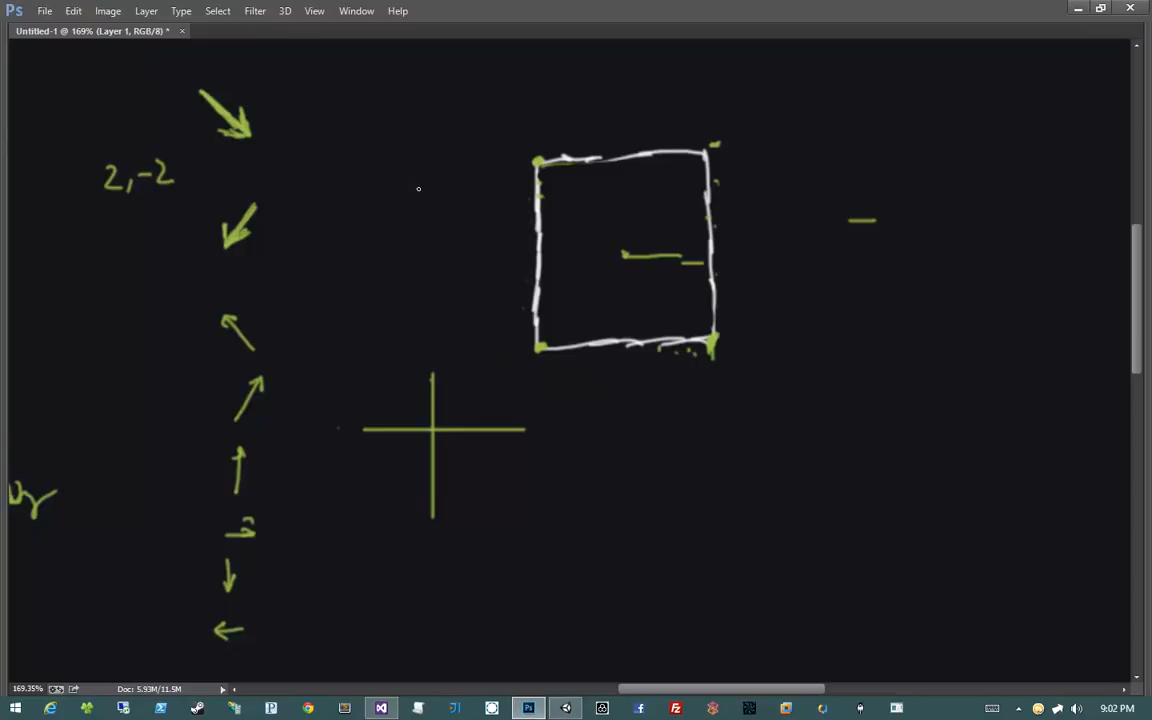 Ps File Edit Image Layer Type Select Filter 3D View Window Help
Untitled-1 @ 169% (Layer 1, RGB/8) *
2,-2
169.35% Doc: 5.93M/11.5M
9:02 PM